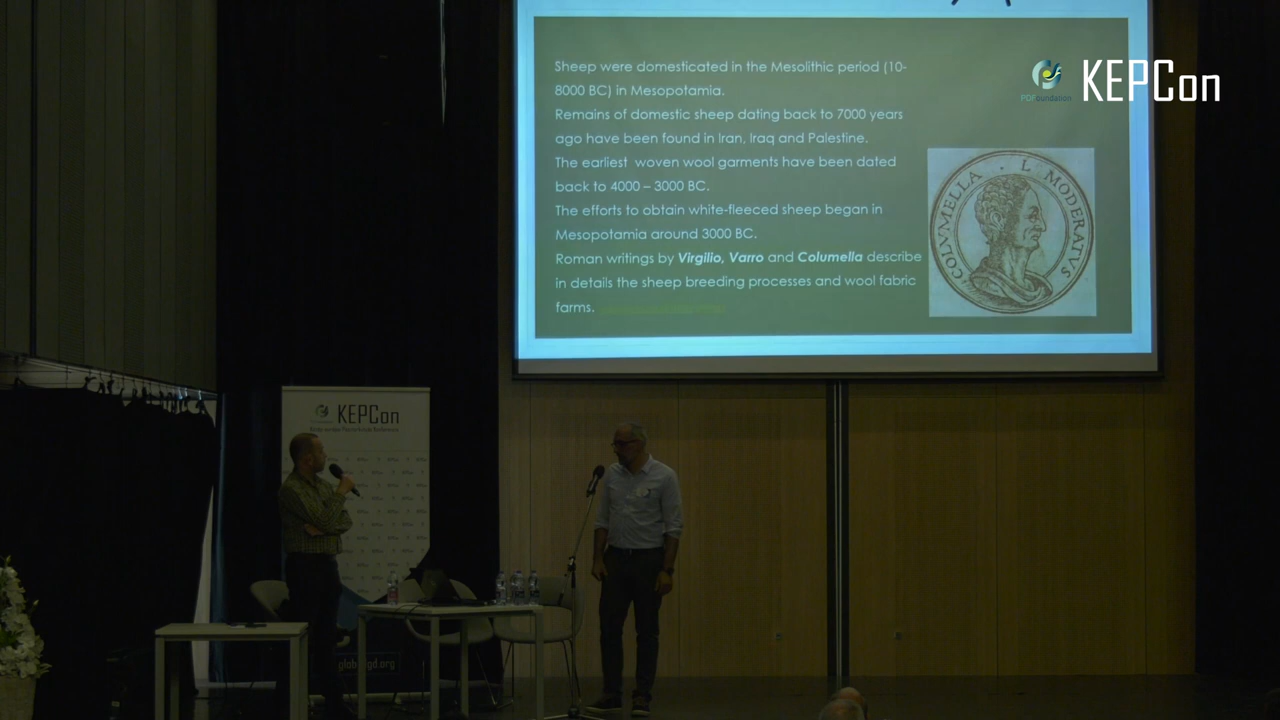 Sheep were domesticated in the Mesolithic period (10-
8000 BC) in Mesopotamia.
Remains of domestic sheep dating back to 7000 years
ago have been found in Iran, Iraq and Palestine.
The earliest woven wool garments have been dated
back to 4000 – 3000 BC.
The efforts to obtain white-fleeced sheep began in
Mesopotamia around 3000 BC.
Roman writings by Virgilio, Varro and Columella describe
in details the sheep breeding processes and wool fabric
farms.
COLVMELLA · L MODERATVS
PDFoundation
KEPCon
KEPCon